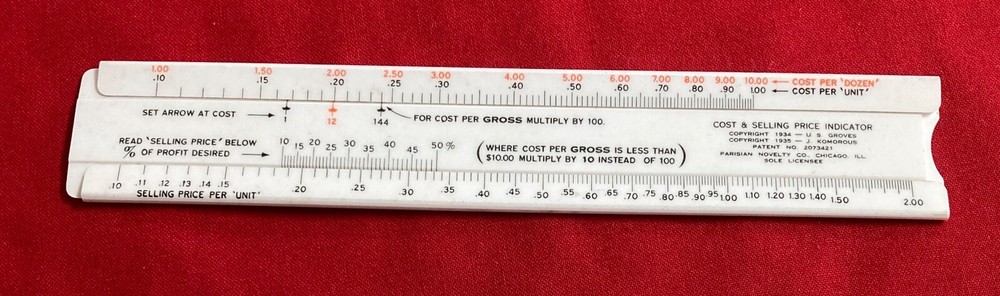 1.00 1.50 2.00 2.50 3.00 4.00 5.00 6.00 7.00 8.00 9.00 10.00 ← COST PER 'DOZEN'
.10 .15 .20 .25 .30 .40 .50 .60 .70 .80 .90 1.00 ← COST PER 'UNIT'
SET ARROW AT COST → 1 12 144 FOR COST PER GROSS MULTIPLY BY 100.
COST & SELLING PRICE INDICATOR
COPYRIGHT 1934 — U S GROVES
COPYRIGHT 1935 — J. KOMOROUS
PATENT NO. 2073421
PARISIAN NOVELTY CO., CHICAGO, ILL.
SOLE LICENSEE
READ 'SELLING PRICE' BELOW
% OF PROFIT DESIRED →
10 15 20 25 30 35 40 45 50 %
(WHERE COST PER GROSS IS LESS THAN
$10.00 MULTIPLY BY 10 INSTEAD OF 100)
.10 .11 .12 .13 .14 .15 .20 .25 .30 .35 .40 .45 .50 .55 .60 .65 .70 .75 .80 .85 .90 .95 1.00 1.10 1.20 1.30 1.40 1.50 2.00
SELLING PRICE PER 'UNIT'